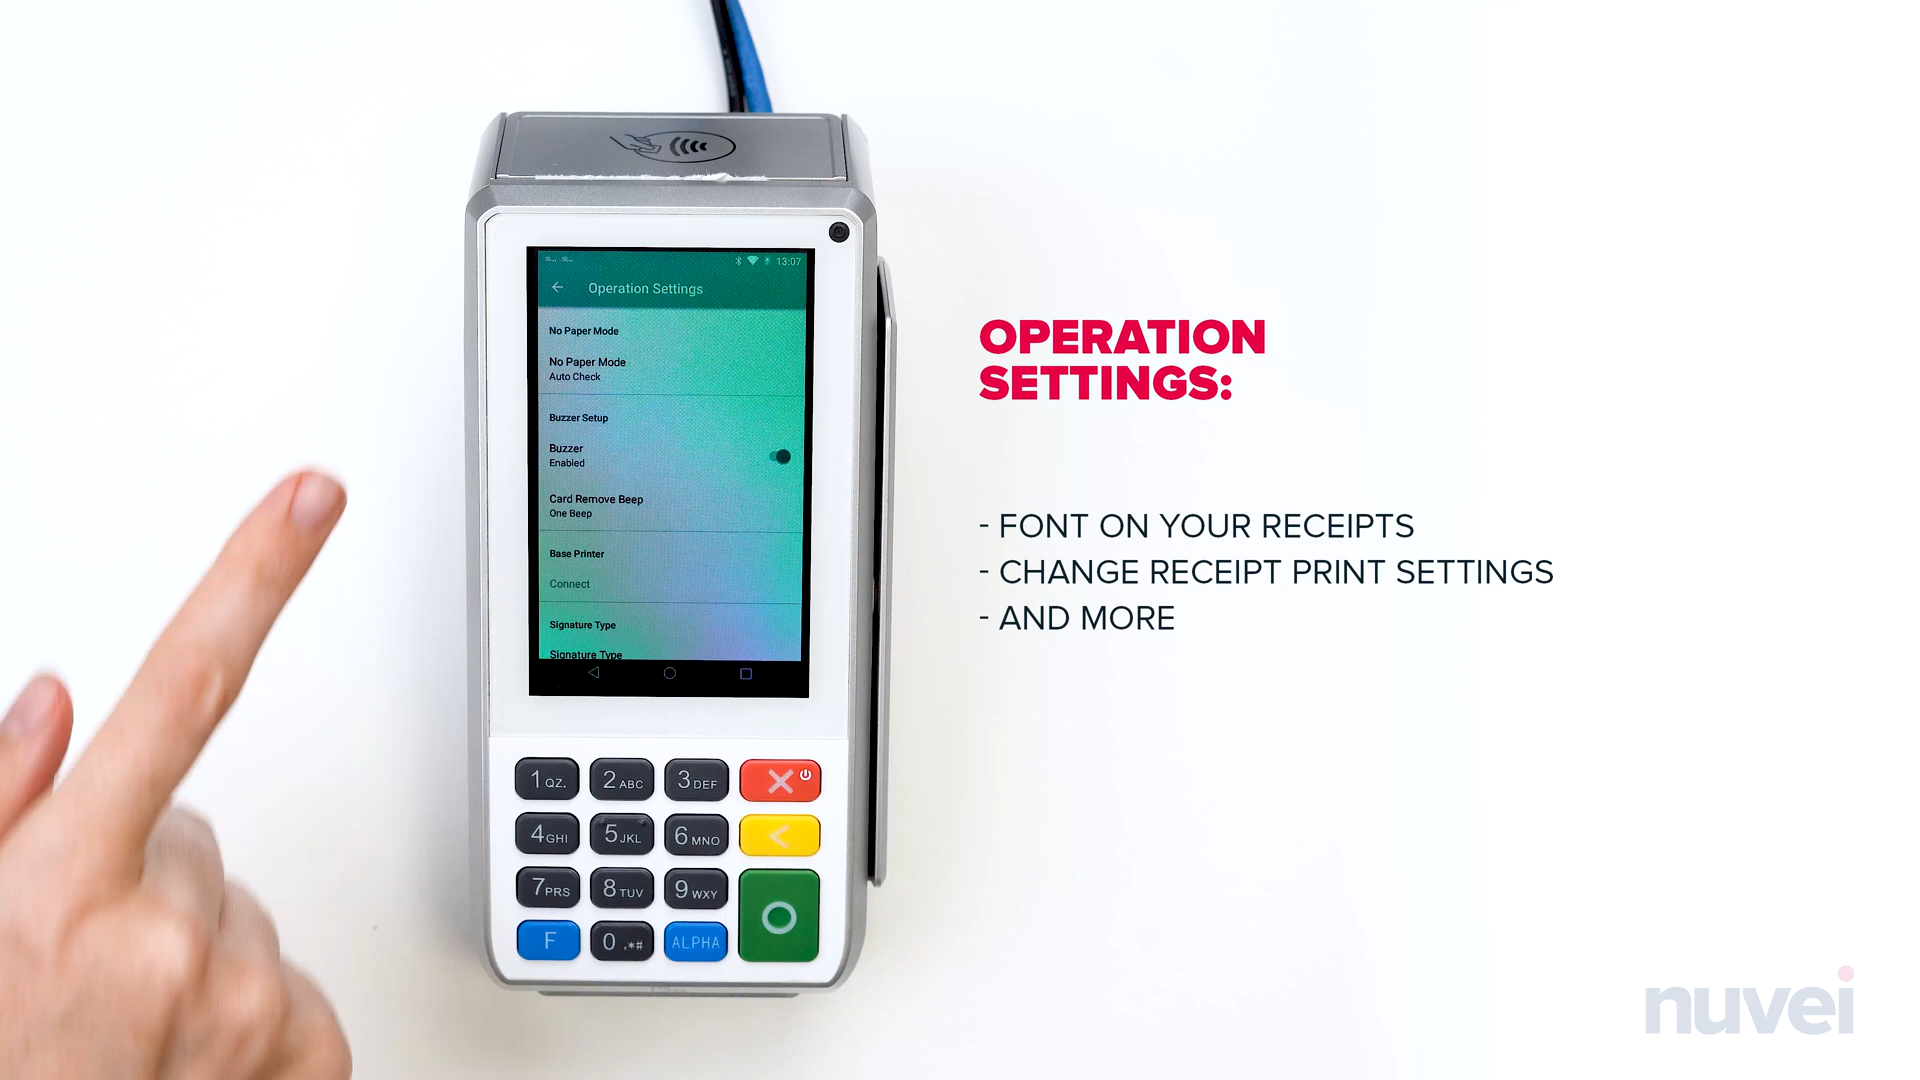 13:07
Operation Settings
No Paper Mode
No Paper Mode
Auto Check
Buzzer Setup
Buzzer
Enabled
Card Remove Beep
One Beep
Base Printer
Connect
Signature Type
Signature Type
1 QZ. 2 ABC 3 DEF
4 GHI 5 JKL 6 MNO <
7 PRS 8 TUV 9 WXY
F 0 ,*# ALPHA
OPERATION
SETTINGS:
- FONT ON YOUR RECEIPTS
- CHANGE RECEIPT PRINT SETTINGS
- AND MORE
nuvei